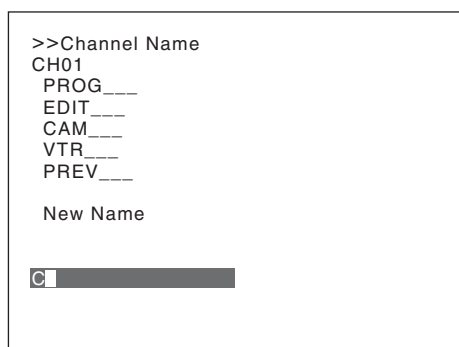 >>Channel Name
CH01
PROG___
EDIT___
CAM___
VTR___
PREV___
New Name
C